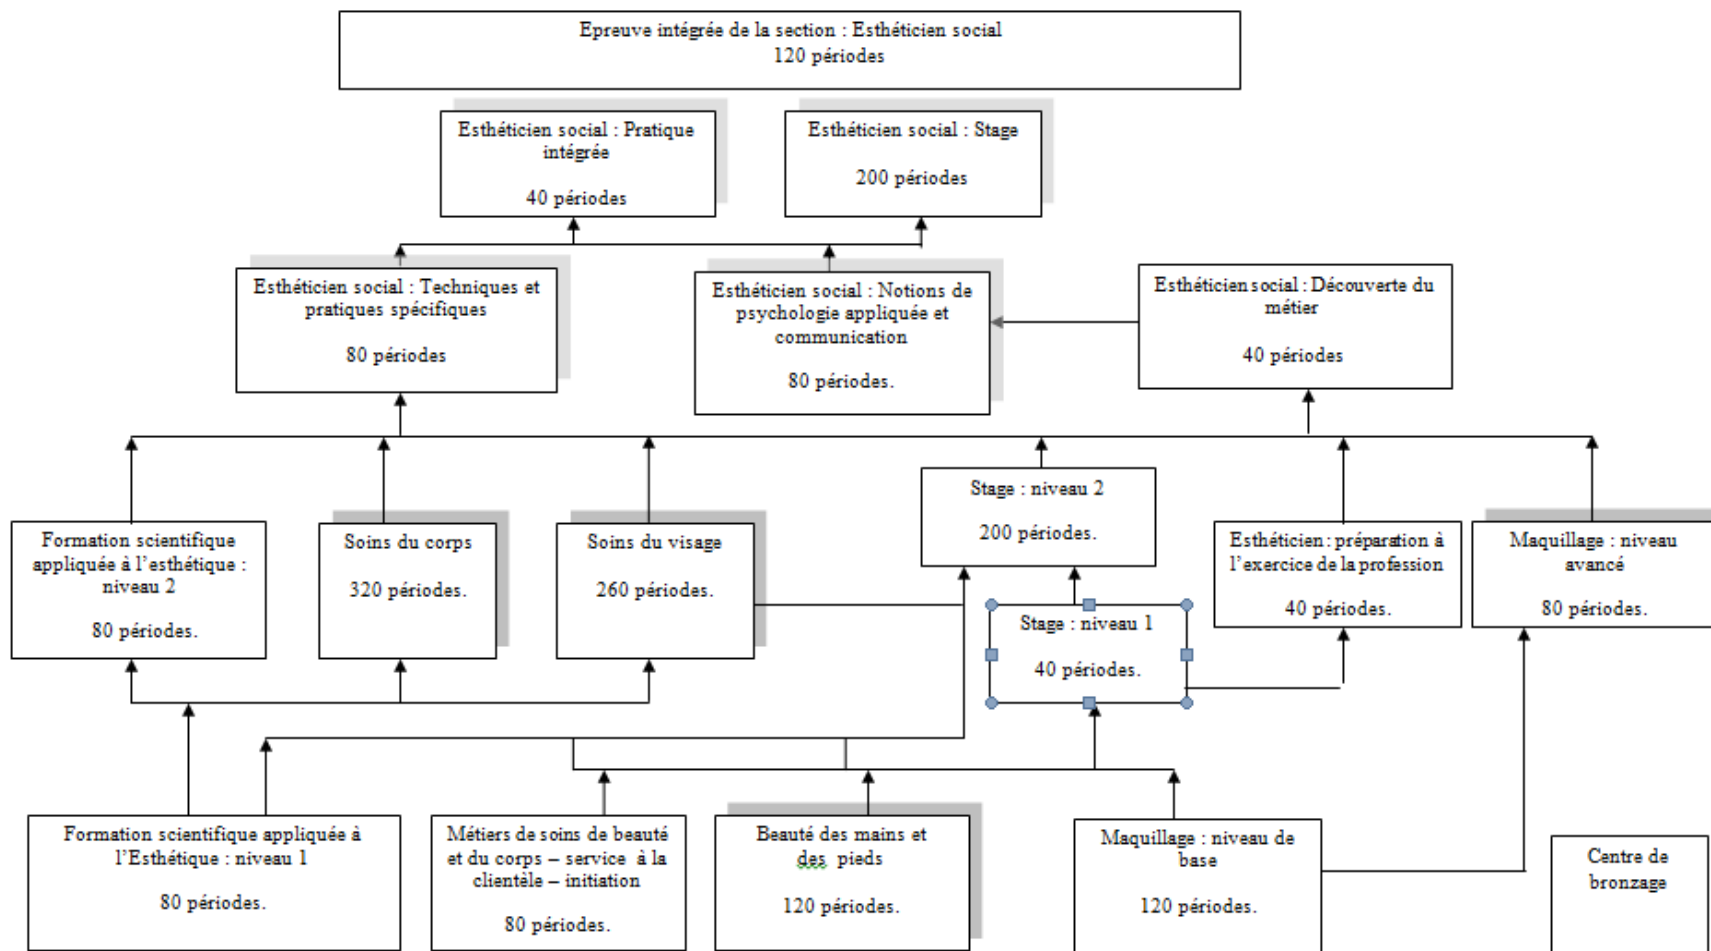 Epreuve intégrée de la section : Esthéticien social
120 périodes
Esthéticien social : Pratique
intégrée
40 périodes
Esthéticien social : Stage
200 périodes
Esthéticien social : Techniques et
pratiques spécifiques
80 périodes
Esthéticien social : Notions de
psychologie appliquée et
communication
80 périodes.
Esthéticien social : Découverte du
métier
40 périodes
Formation scientifique
appliquée à l’esthétique :
niveau 2
80 périodes.
Soins du corps
320 périodes.
Soins du visage
260 périodes.
Stage : niveau 2
200 périodes.
Stage : niveau 1
40 périodes.
Esthéticien : préparation à
l’exercice de la profession
40 périodes.
Maquillage : niveau
avancé
80 périodes.
Formation scientifique appliquée à
l’Esthétique : niveau 1
80 périodes.
Métiers de soins de beauté
et du corps – service à la
clientèle – initiation
80 périodes.
Beauté des mains et
des pieds
120 périodes.
Maquillage : niveau de
base
120 périodes.
Centre de
bronzage